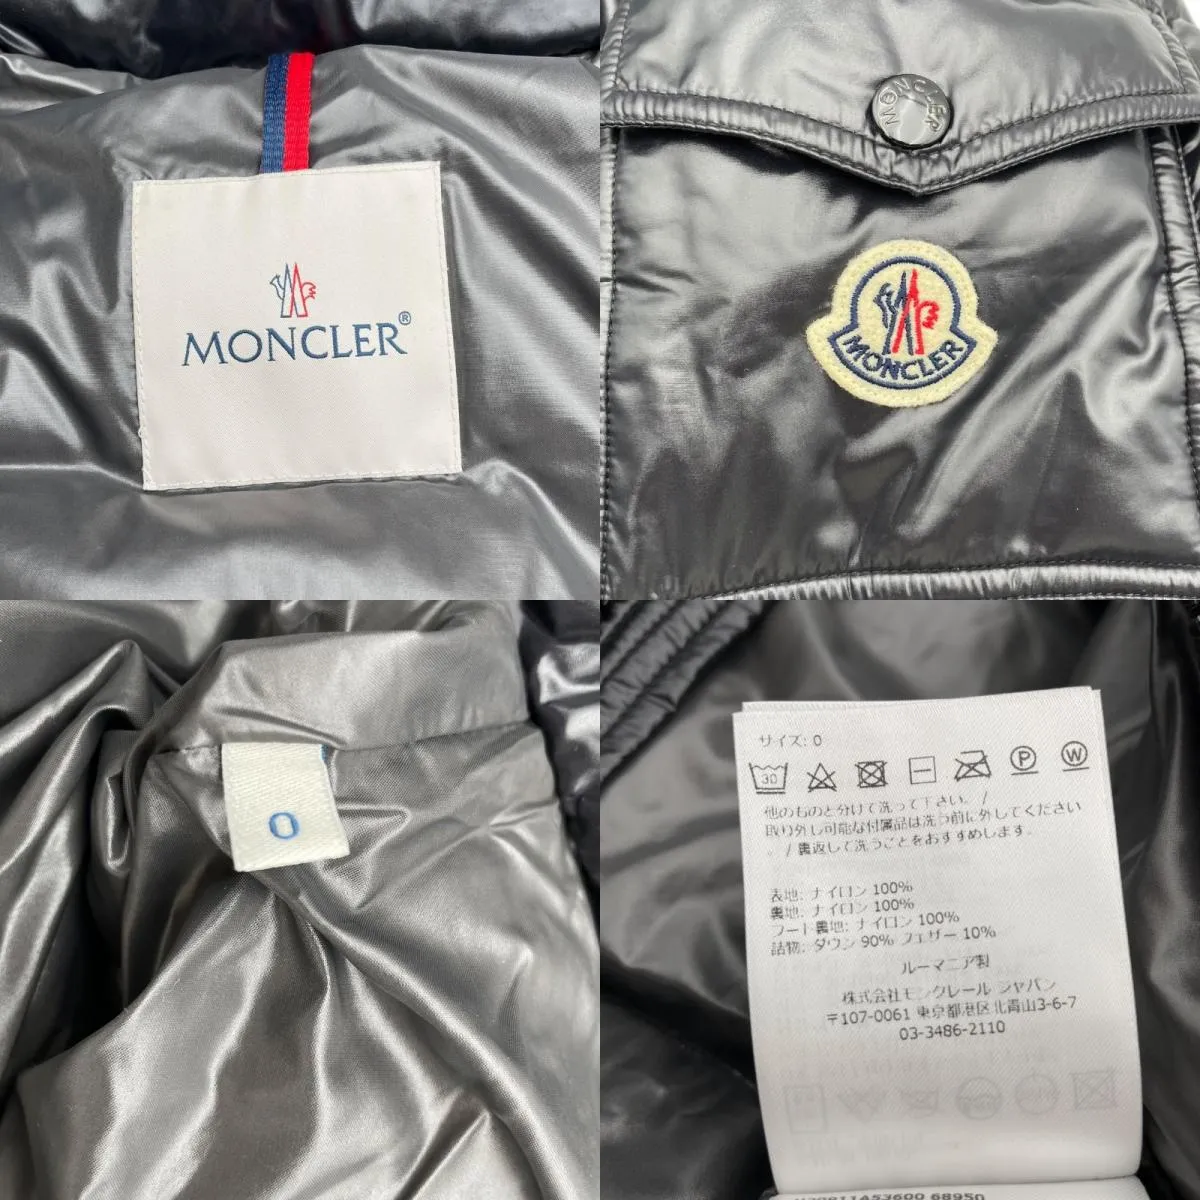 MONCLER®
MONCLER
MONCLER
0
サイズ: 0
30
P
W
他のものと分けて洗って下さい。 /
取り外し可能な付属品は洗う前に外してください
。 / 裏返して洗うことをおすすめします。
表地: ナイロン 100%
裏地: ナイロン 100%
フード裏地: ナイロン 100%
詰物: ダウン 90% フェザー 10%
ルーマニア製
株式会社モンクレール ジャパン
〒107-0061 東京都港区北青山3-6-7
03-3486-2110
68950